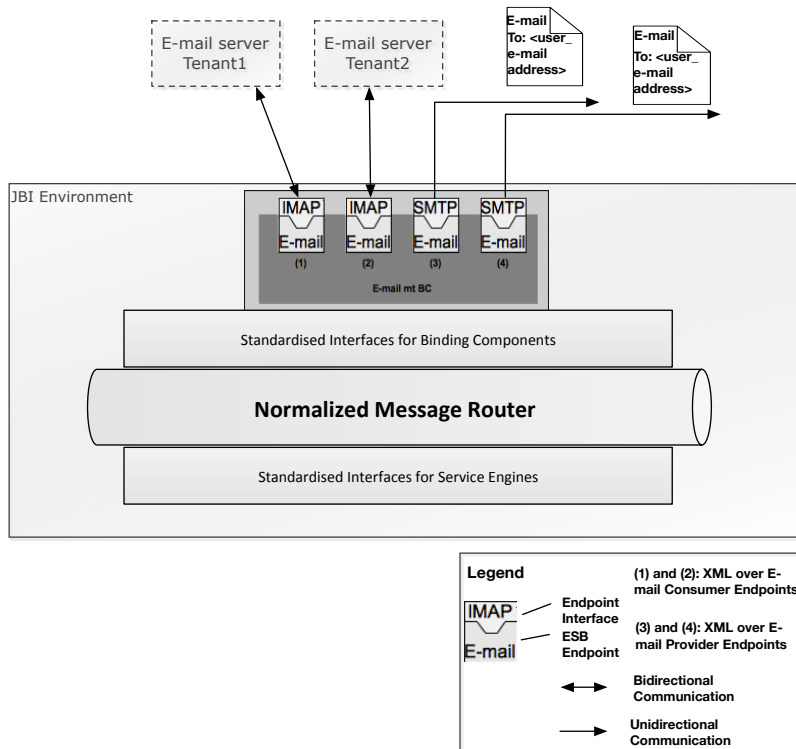 E-mail server
Tenant1
E-mail server
Tenant2
E-mail
To: <user_
e-mail
address>
E-mail
To: <user_
e-mail
address>
JBI Environment
IMAP
E-mail
(1)
IMAP
E-mail
(2)
SMTP
E-mail
(3)
SMTP
E-mail
(4)
E-mail mt BC
Standardised Interfaces for Binding Components
Normalized Message Router
Standardised Interfaces for Service Engines
Legend
IMAP
E-mail
Endpoint
Interface
ESB
Endpoint
(1) and (2): XML over E-
mail Consumer Endpoints
(3) and (4): XML over E-
mail Provider Endpoints
Bidirectional
Communication
Unidirectional
Communication